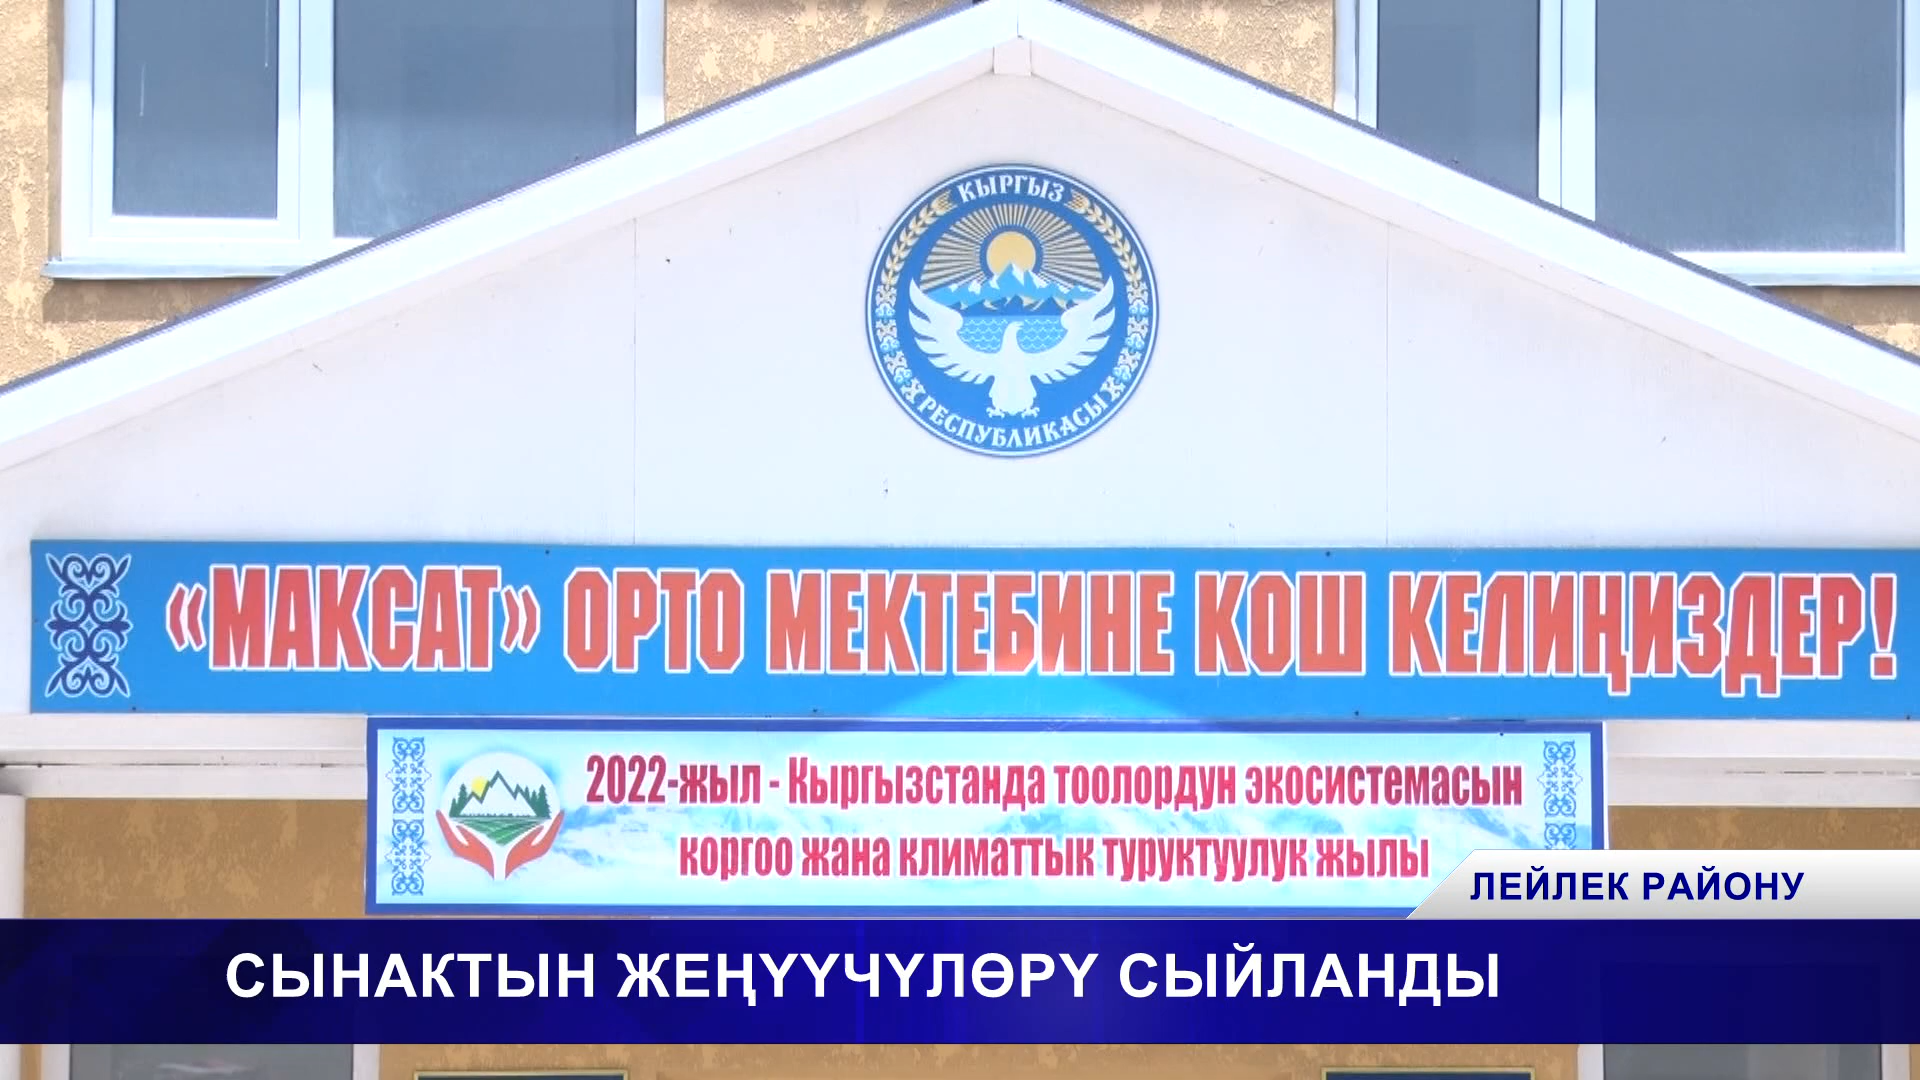 КЫРГЫЗ
РЕСПУБЛИКАСЫ
«МАКСАТ» ОРТО МЕКТЕБИНЕ КОШ КЕЛИҢИЗДЕР!
2022-жыл - Кыргызстанда тоолордун экосистемасын
коргоо жана климаттык туруктуулук жылы
ЛЕЙЛЕК РАЙОНУ
СЫНАКТЫН ЖЕҢҮҮЧҮЛӨРҮ СЫЙЛАНДЫ